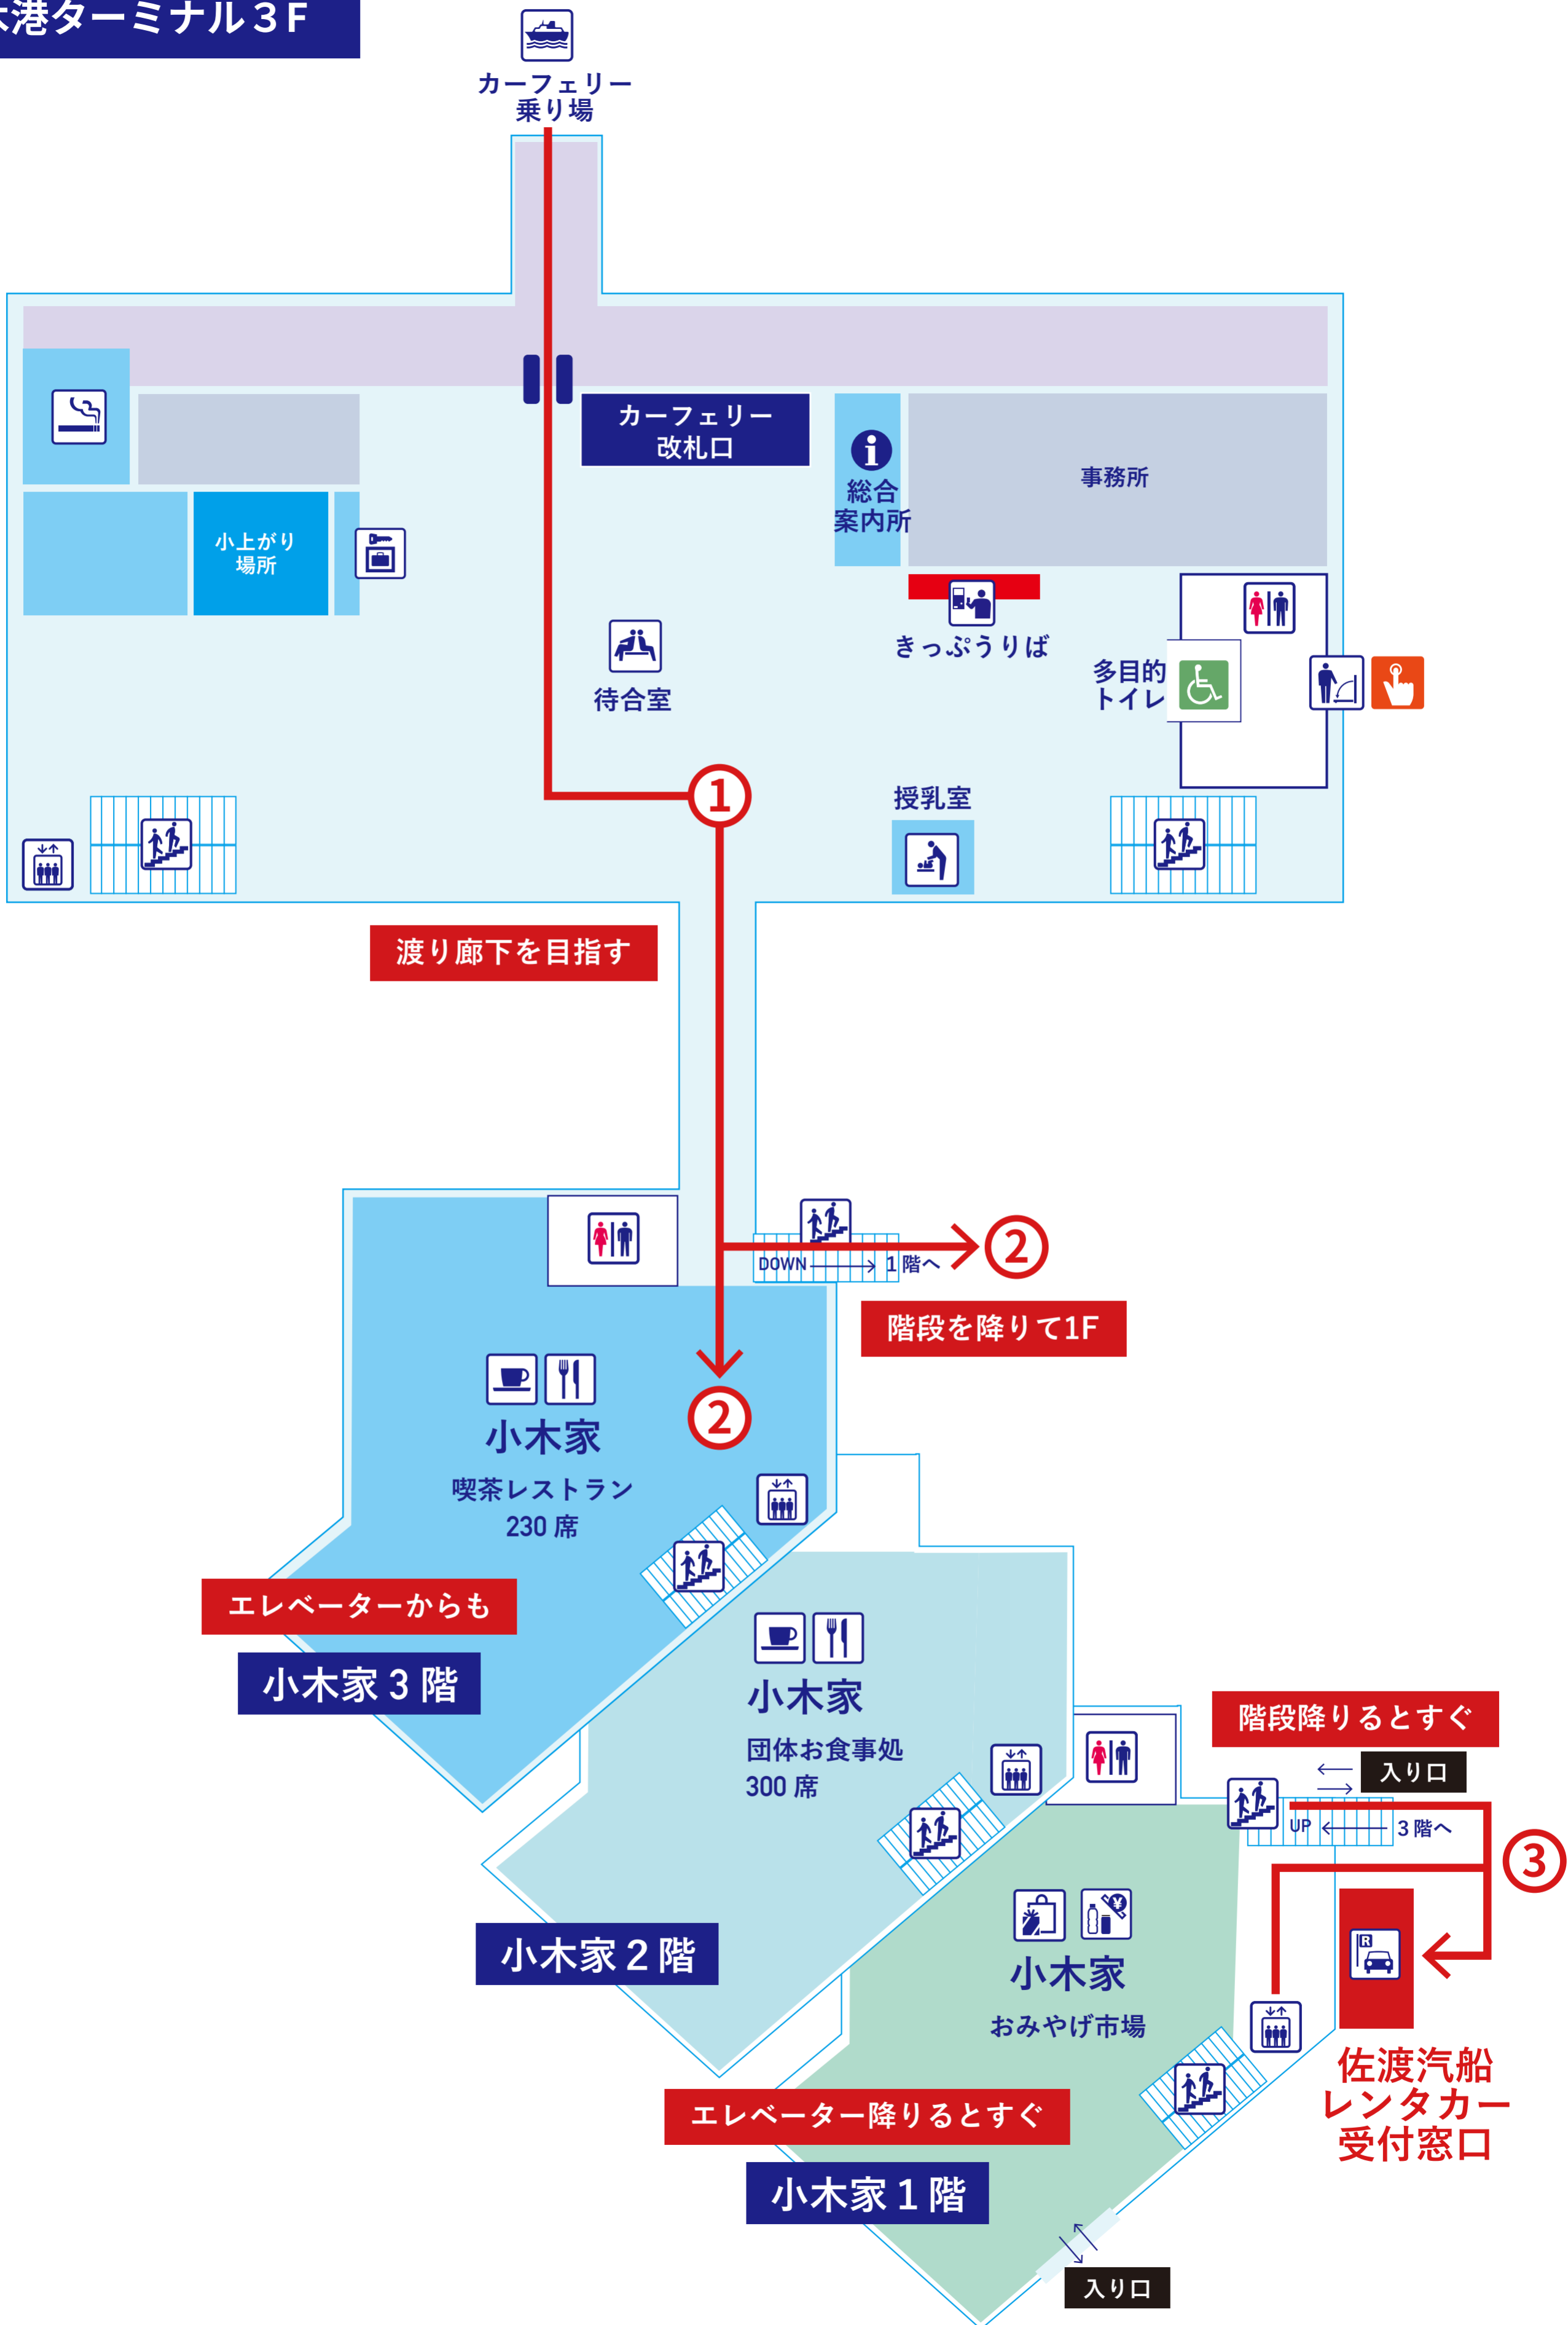 港ターミナル３F
カーフェリー
乗り場
カーフェリー
改札口
総合
案内所
事務所
小上がり
場所
きっぷうりば
待合室
多目的
トイレ
1
授乳室
渡り廊下を目指す
2
DOWN
1階へ
階段を降りて1F
2
小木家
喫茶レストラン
230 席
エレベーターからも
小木家３階
小木家
団体お食事処
300 席
階段降りるとすぐ
入り口
UP
3階へ
3
小木家２階
R
¥
小木家
おみやげ市場
佐渡汽船
レンタカー
受付窓口
エレベーター降りるとすぐ
小木家１階
入り口